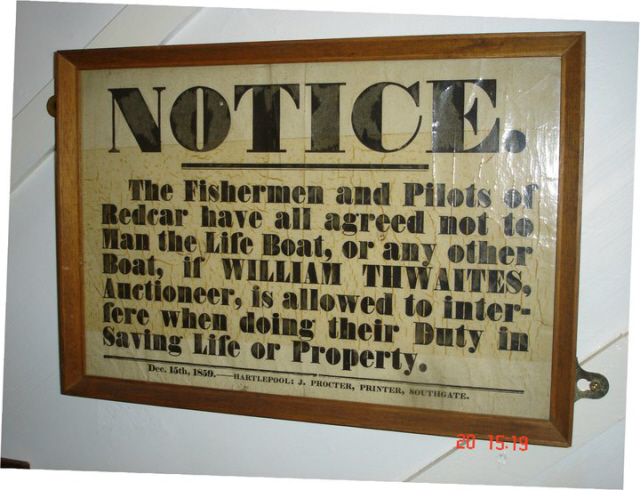 NOTICE.
The Fishermen and Pilots of
Redcar have all agreed not to
Man the Life Boat, or any other
Boat, if WILLIAM THWAITES,
Auctioneer, is allowed to inter-
fere when doing their Duty in
Saving Life or Property.
Dec. 15th, 1859.—HARTLEPOOL: J. PROCTER, PRINTER, SOUTHGATE.
20 15:19